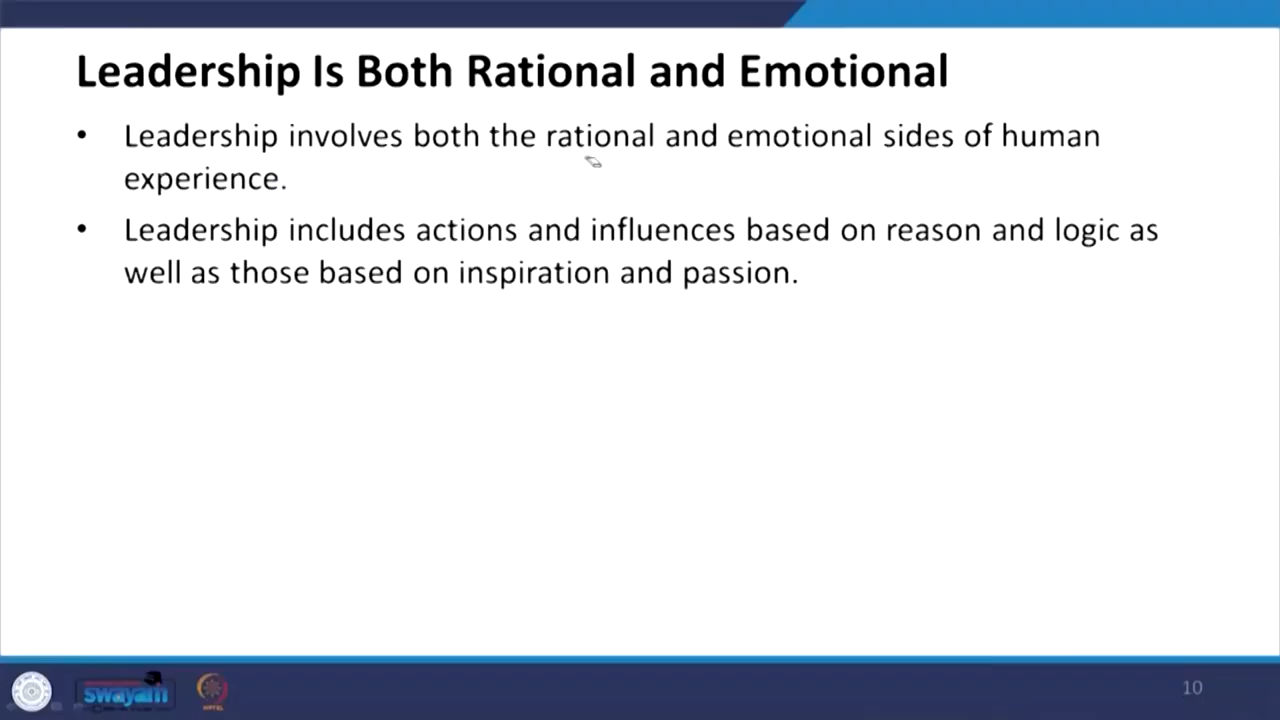 Leadership Is Both Rational and Emotional
• Leadership involves both the rational and emotional sides of human
experience.
• Leadership includes actions and influences based on reason and logic as
well as those based on inspiration and passion.
swayam
NPTEL
10